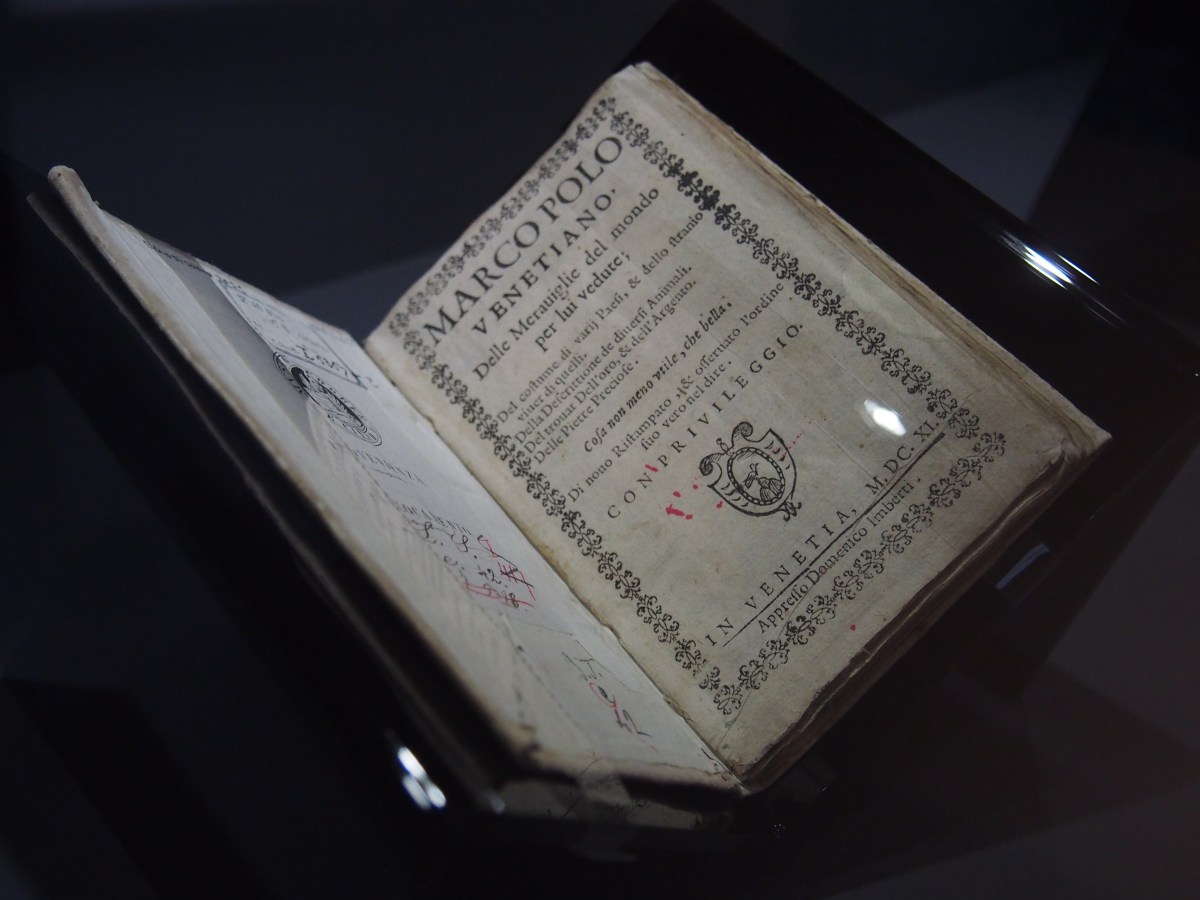 MARCO POLO
VENETIANO.
Delle Merauiglie del mondo
per lui vedute;
Del costume di varij Paesi, & dello stranio
viuer di quelli.
Della Descrittione de diuersi Animali.
Del trouar dell'oro, & dell'Argento.
Delle Pietre Preciose.
Cosa non meno vtile, che bella.
Di nouo Ristampato, & osseruato l'ordine
suo vero nel dire.
CON PRIVILEGGIO.
IN VENETIA, M.DC.XI.
Appresso Domenico Imberti.